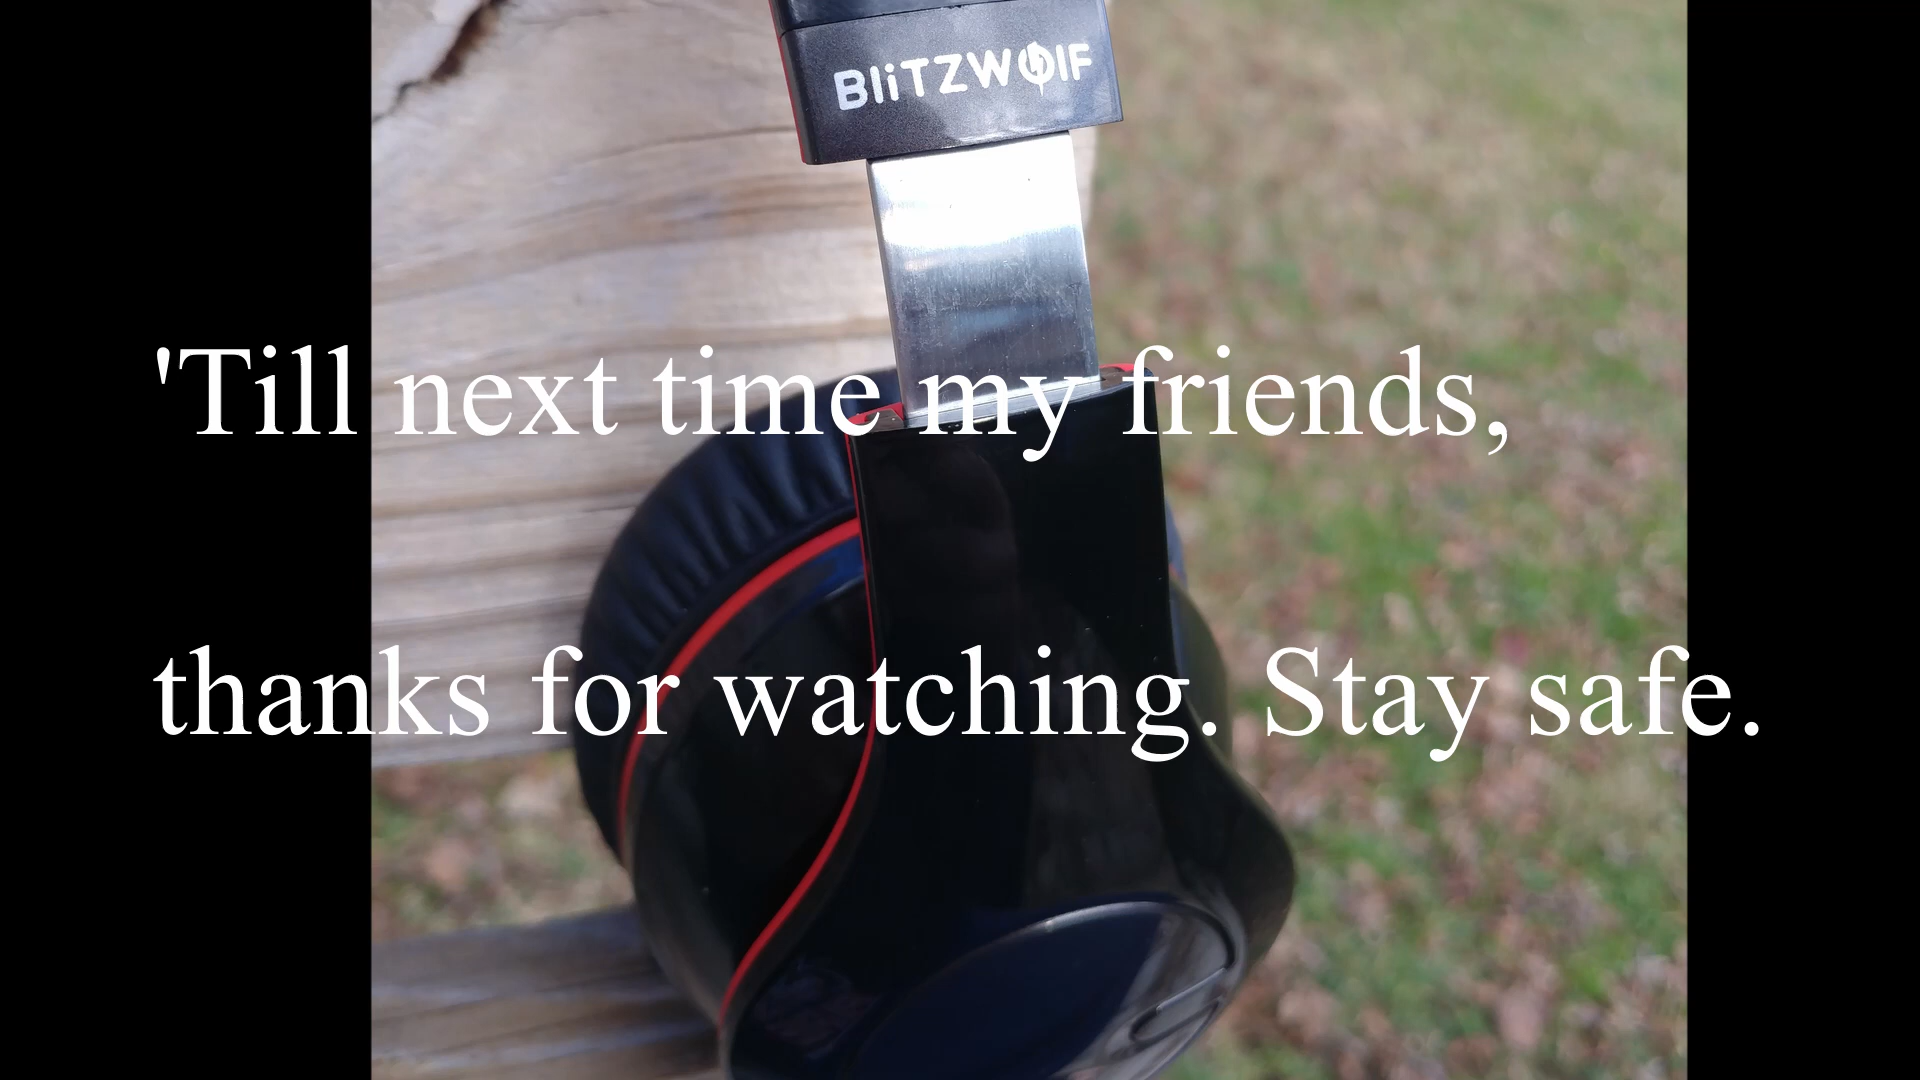 BliTZWOlF
'Till next time my friends,
thanks for watching. Stay safe.